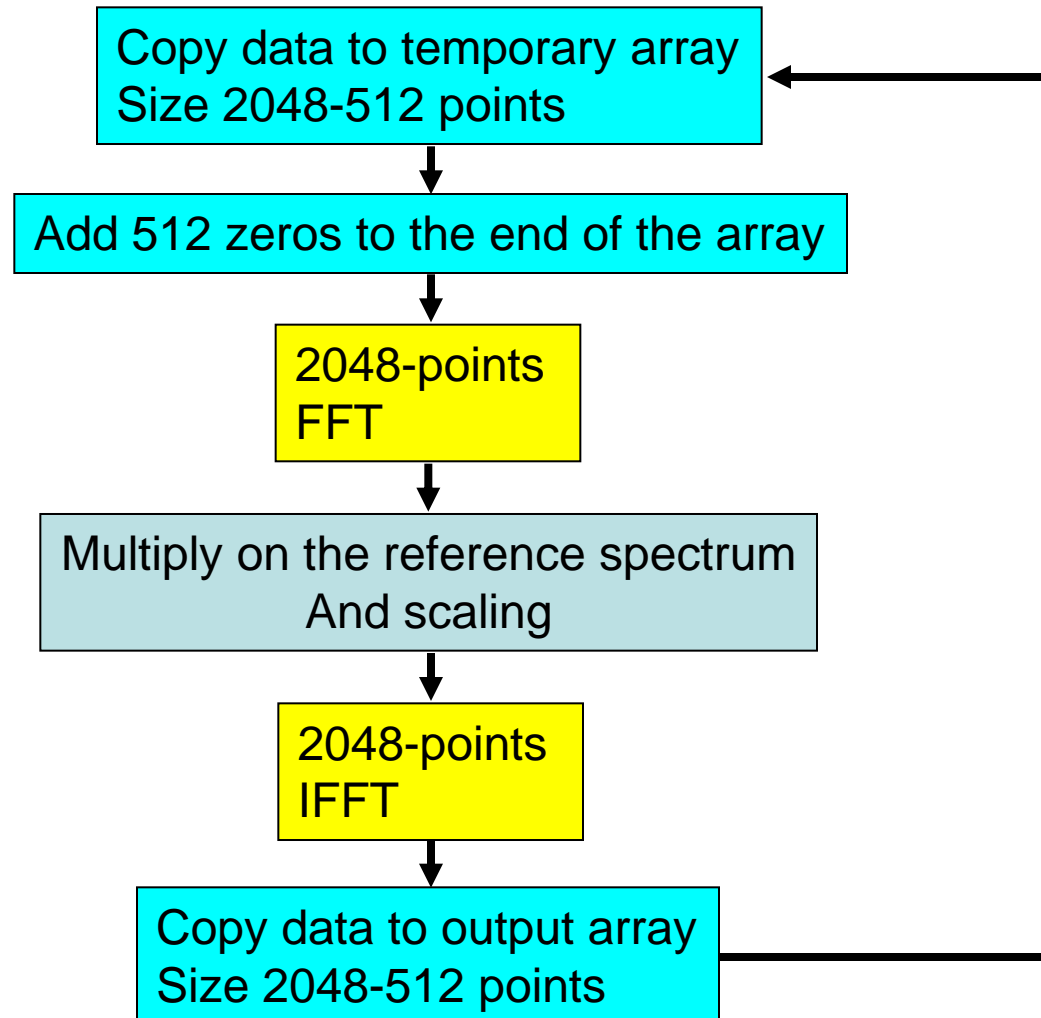 Copy data to temporary array
Size 2048-512 points
Add 512 zeros to the end of the array
2048-points
FFT
Multiply on the reference spectrum
And scaling
2048-points
IFFT
Copy data to output array
Size 2048-512 points